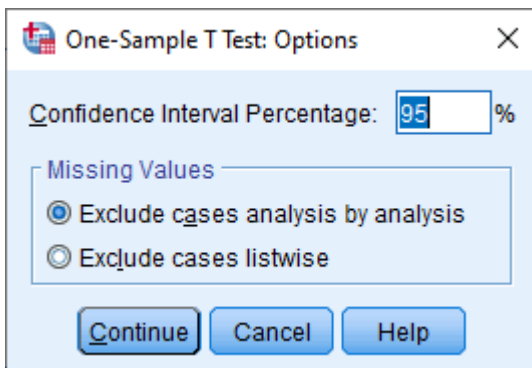 One-Sample T Test: Options
Confidence Interval Percentage: 95 %
Missing Values
Exclude cases analysis by analysis
Exclude cases listwise
Continue Cancel Help